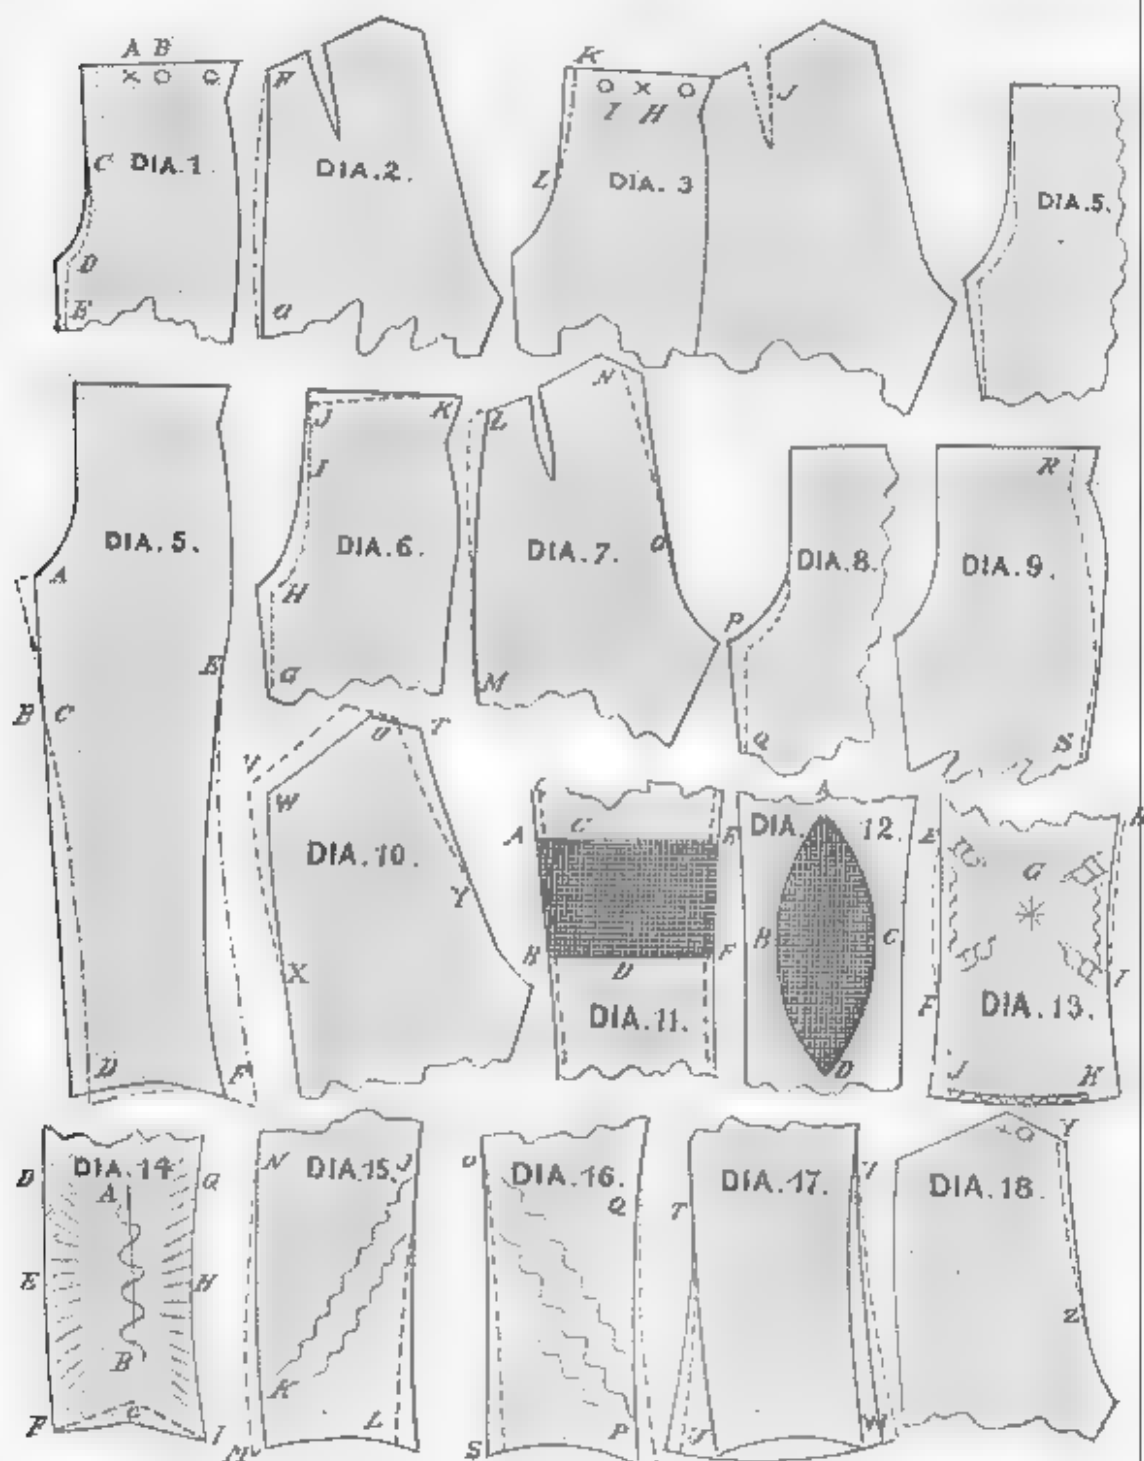 A B
K
F
J
I H
C DIA.1.
DIA.2.
L
DIA. 3
DIA.5.
D
E
G
N
J
K
L
I
DIA. 5.
DIA.6.
DIA.7.
O
DIA.8.
DIA.9.
R
A
H
P
E
G
M
B C
Q
S
U T
V
W
A
DIA. 12.
A C E
E
K
DIA.10.
G
Y
B C
B D F
X
F
I
DIA.11.
DIA.13.
D F
D
J H
D DIA.14 G
N DIA.15. J
O DIA.16.
DIA.17.
Y
DIA.18.
A
Q
T
V
E H
Z
B
K
F C I
L
M
S
P
U
W